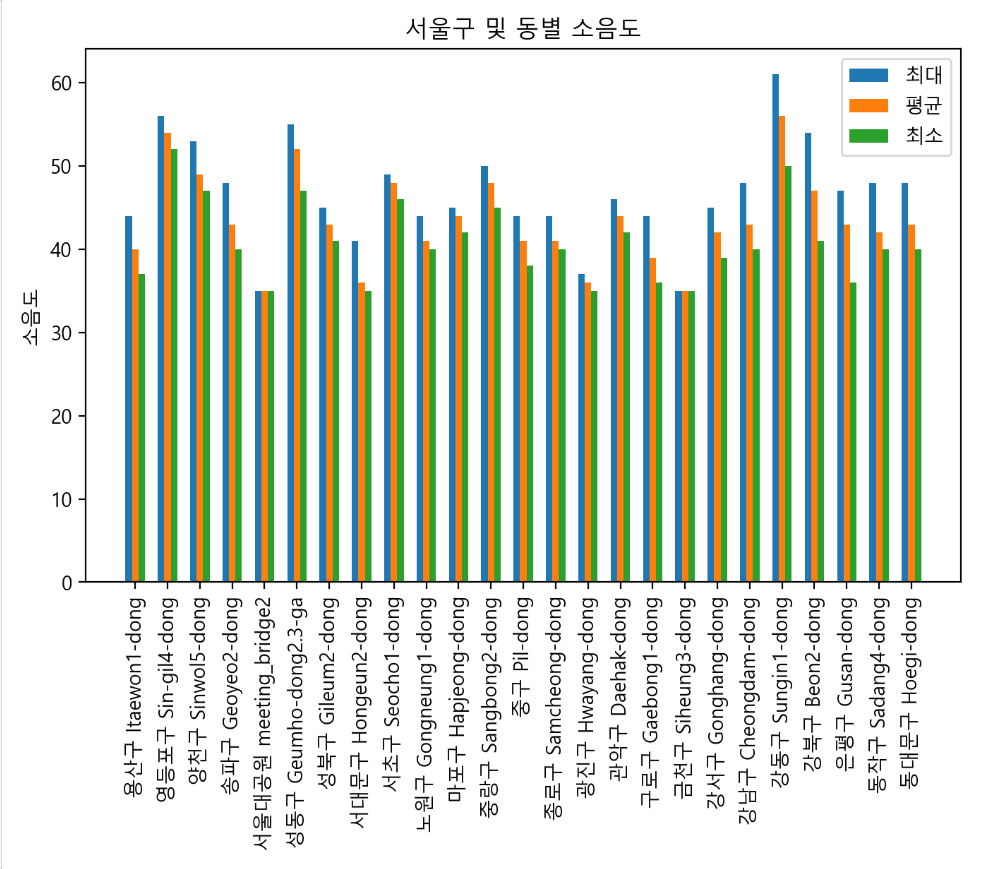 서울구 및 동별 소음도
최대
평균
최소
소음도
60
50
40
30
20
10
0
용산구 Itaewon1-dong
영등포구 Sin-gil4-dong
양천구 Sinwol5-dong
송파구 Geoyeo2-dong
서울대공원 meeting_bridge2
성동구 Geumho-dong2.3-ga
성북구 Gileum2-dong
서대문구 Hongeun2-dong
서초구 Seocho1-dong
노원구 Gongneung1-dong
마포구 Hapjeong-dong
중랑구 Sangbong2-dong
중구 Pil-dong
종로구 Samcheong-dong
광진구 Hwayang-dong
관악구 Daehak-dong
구로구 Gaebong1-dong
금천구 Siheung3-dong
강서구 Gonghang-dong
강남구 Cheongdam-dong
강동구 Sungin1-dong
강북구 Beon2-dong
은평구 Gusan-dong
동작구 Sadang4-dong
동대문구 Hoegi-dong